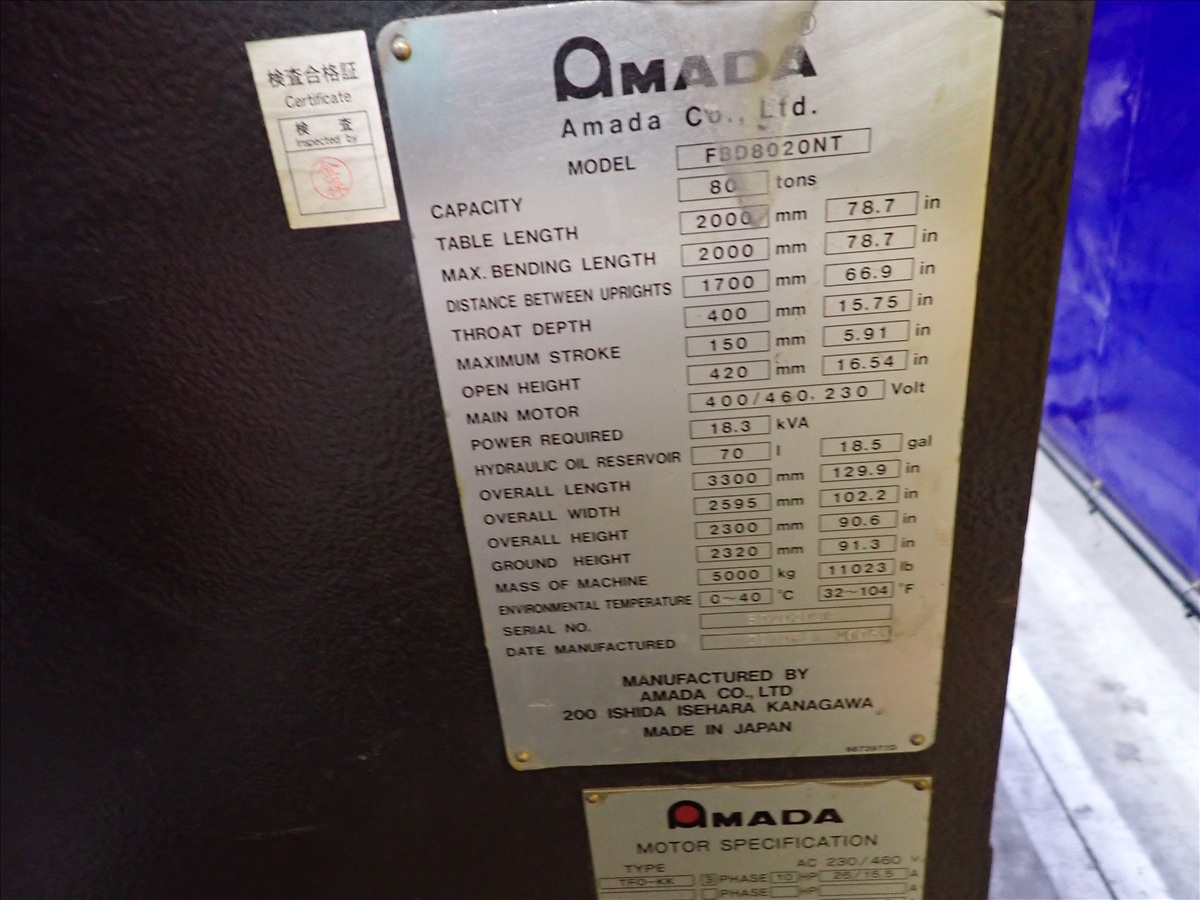 検査合格証
Certificate
検 査
Inspected by
AMADA ®
Amada Co., Ltd.
MODEL FBD8020NT
CAPACITY 80 tons
TABLE LENGTH 2000 mm 78.7 in
MAX. BENDING LENGTH 2000 mm 78.7 in
DISTANCE BETWEEN UPRIGHTS 1700 mm 66.9 in
THROAT DEPTH 400 mm 15.75 in
MAXIMUM STROKE 150 mm 5.91 in
OPEN HEIGHT 420 mm 16.54 in
MAIN MOTOR 400/460, 230 Volt
POWER REQUIRED 18.3 kVA
HYDRAULIC OIL RESERVOIR 70 l 18.5 gal
OVERALL LENGTH 3300 mm 129.9 in
OVERALL WIDTH 2595 mm 102.2 in
OVERALL HEIGHT 2300 mm 90.6 in
GROUND HEIGHT 2320 mm 91.3 in
MASS OF MACHINE 5000 kg 11023 lb
ENVIRONMENTAL TEMPERATURE 0~40 °C 32~104 °F
SERIAL NO.
DATE MANUFACTURED
MANUFACTURED BY
AMADA CO., LTD
200 ISHIDA ISEHARA KANAGAWA
MADE IN JAPAN
AMADA
MOTOR SPECIFICATION
TYPE AC 230/460 V
TFO-KK 3 PHASE 10 HP 26/15.5 A
PHASE HP A